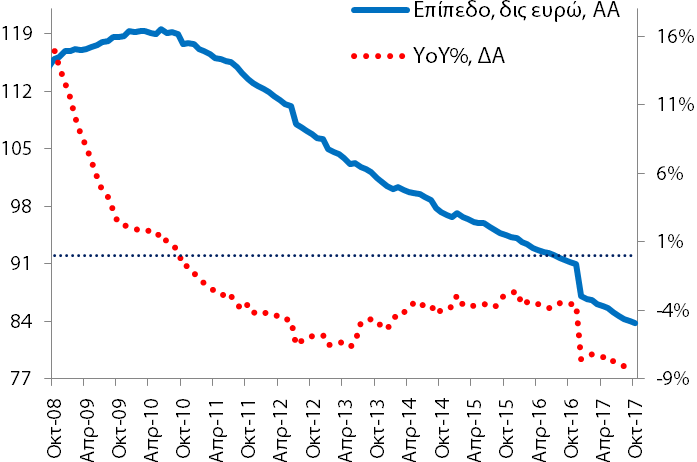 Επίπεδο, δις ευρώ, ΑΑ
YoY%, ΔΑ
119
112
105
98
91
84
77
16%
11%
6%
1%
-4%
-9%
Οκτ-08
Απρ-09
Οκτ-09
Απρ-10
Οκτ-10
Απρ-11
Οκτ-11
Απρ-12
Οκτ-12
Απρ-13
Οκτ-13
Απρ-14
Οκτ-14
Απρ-15
Οκτ-15
Απρ-16
Οκτ-16
Απρ-17
Οκτ-17